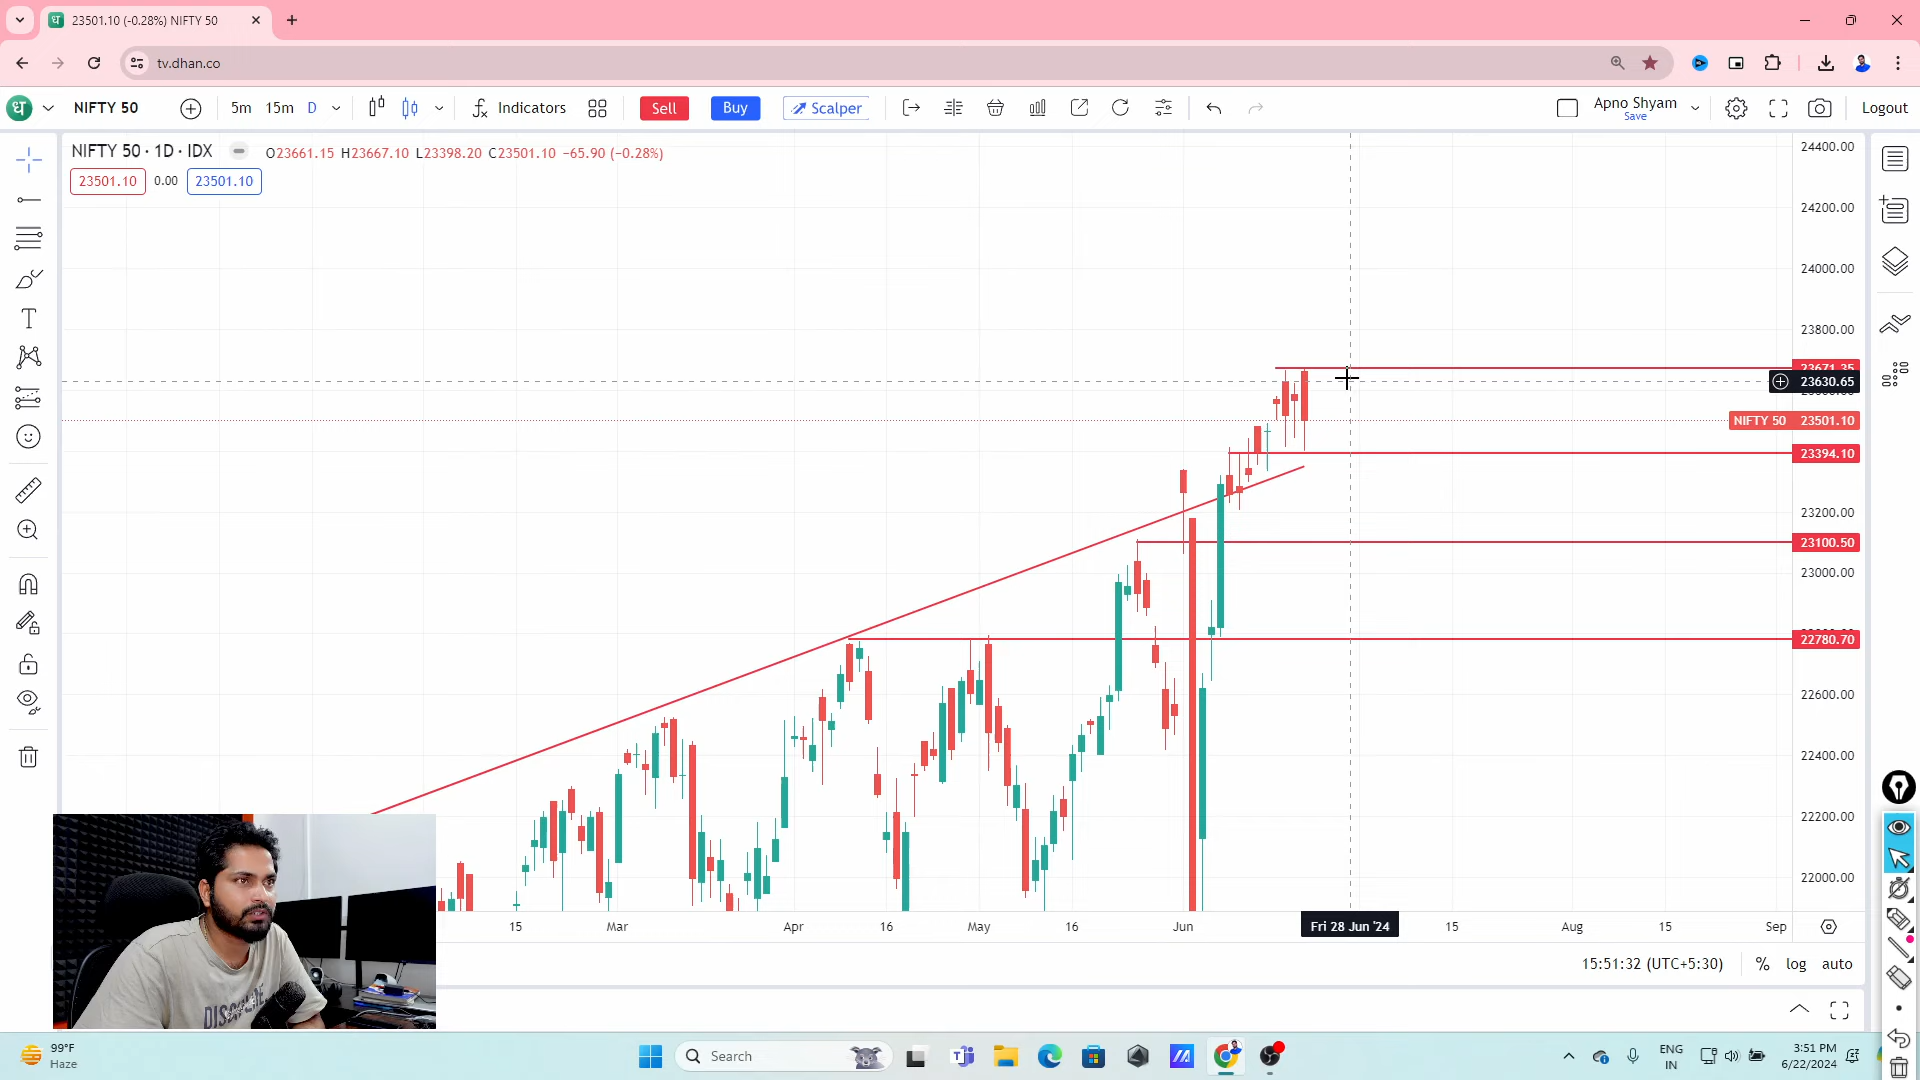 23501.10 (-0.28%) NIFTY 50
tv.dhan.co
ध NIFTY 50 5m 15m D Indicators Sell Buy Scalper Apno Shyam Save Logout
NIFTY 50 · 1D · IDX O23661.15 H23667.10 L23398.20 C23501.10 −65.90 (−0.28%)
23501.10 0.00 23501.10
24400.00
24200.00
24000.00
23800.00
23671.35
23630.65
NIFTY 50 23501.10
23394.10
23200.00
23100.50
23000.00
22780.70
22600.00
22400.00
22200.00
22000.00
15 Mar Apr 16 May 16 Jun Fri 28 Jun '24 15 Aug 15 Sep
15:51:32 (UTC+5:30) % log auto
DISCIPLINE
99°F
Haze
Search
ENG
IN
3:51 PM
6/22/2024